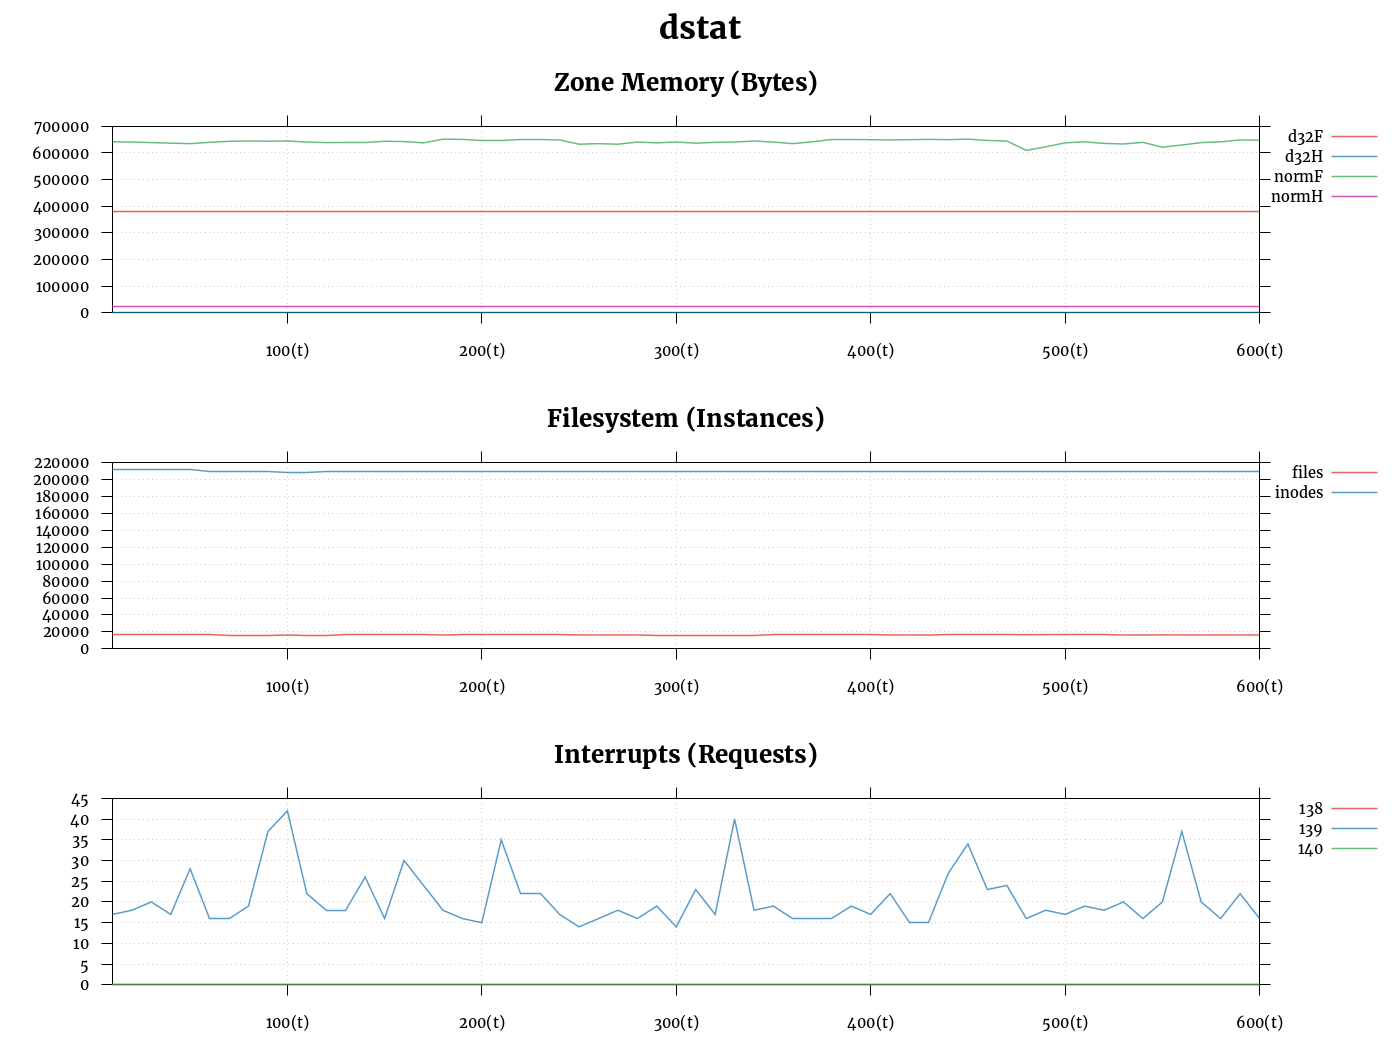 dstat
Zone Memory (Bytes)
700000
600000
500000
400000
300000
200000
100000
0
100(t) 200(t) 300(t) 400(t) 500(t) 600(t)
d32F
d32H
normF
normH
Filesystem (Instances)
220000
200000
180000
160000
140000
120000
100000
80000
60000
40000
20000
0
100(t) 200(t) 300(t) 400(t) 500(t) 600(t)
files
inodes
Interrupts (Requests)
45
40
35
30
25
20
15
10
5
0
100(t) 200(t) 300(t) 400(t) 500(t) 600(t)
138
139
140